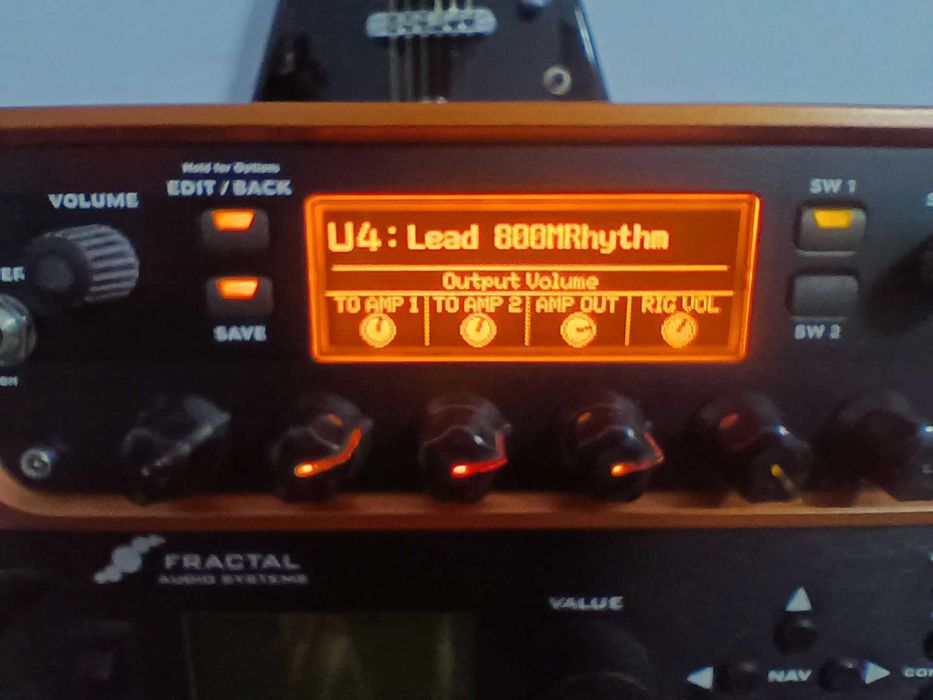 Hold for Options
EDIT / BACK
VOLUME
SAVE
U4: Lead 800MRhythm
Output Volume
TO AMP 1 TO AMP 2 AMP OUT RIG VOL
SW 1
SW 2
FRACTAL
AUDIO SYSTEMS
VALUE
NAV